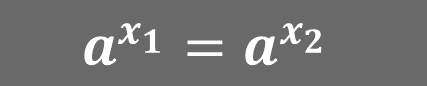 a^{x_1} = a^{x_2}